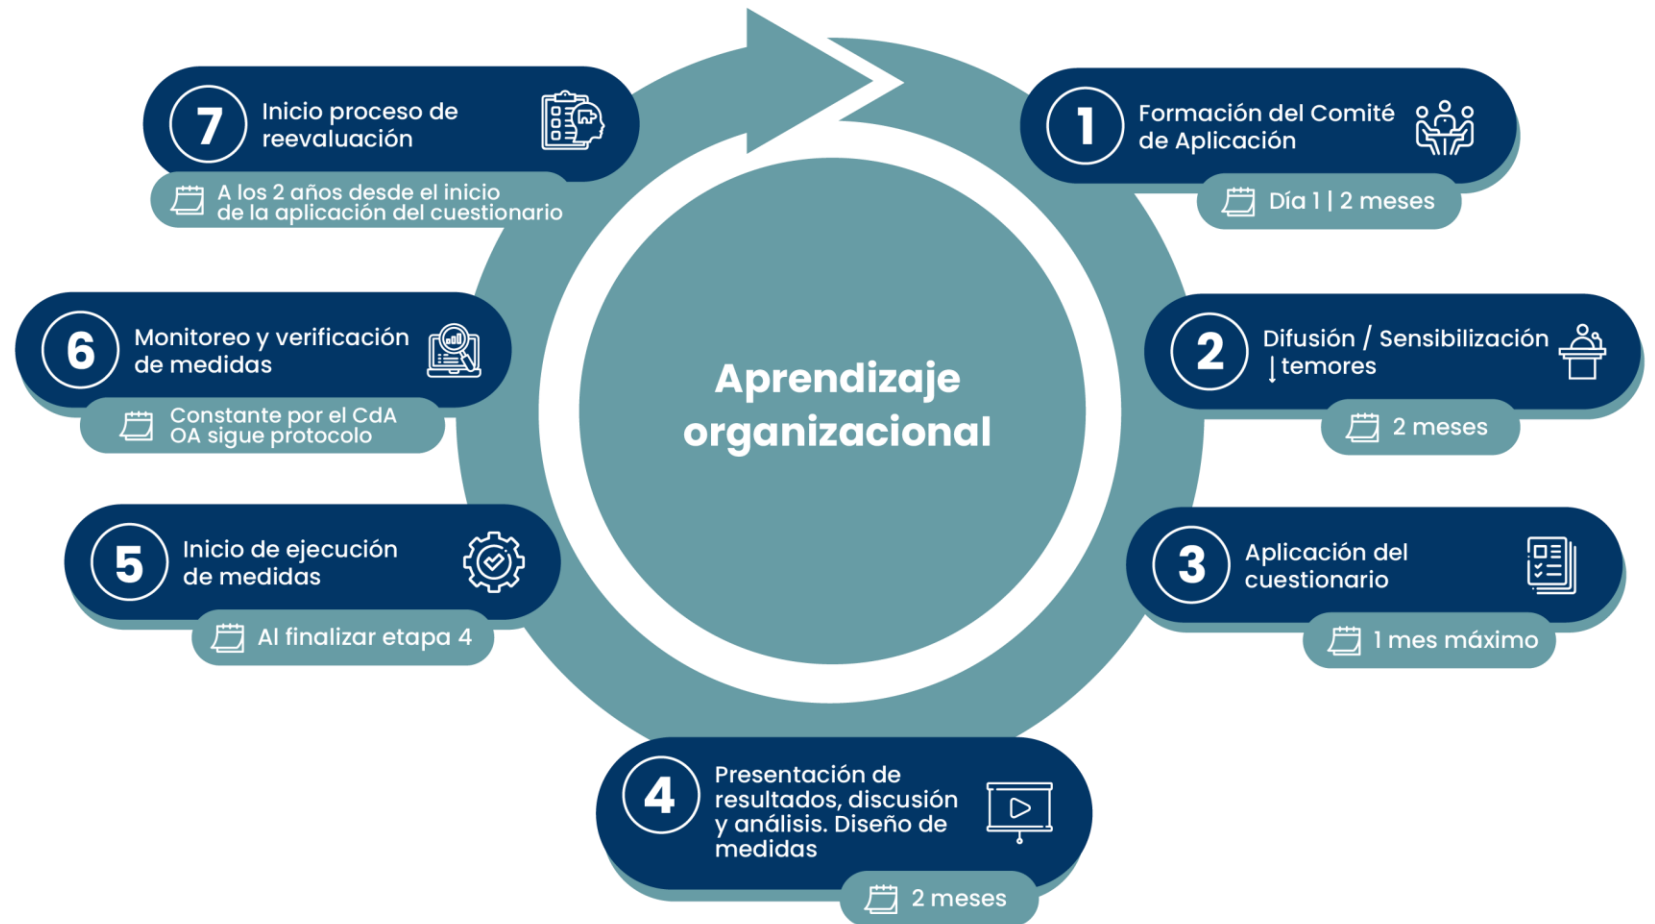 1
Formación del Comité
de Aplicación
Día 1 | 2 meses
2
Difusión / Sensibilización
↓ temores
2 meses
3
Aplicación del
cuestionario
1 mes máximo
4
Presentación de
resultados, discusión
y análisis. Diseño de
medidas
2 meses
5
Inicio de ejecución
de medidas
Al finalizar etapa 4
6
Monitoreo y verificación
de medidas
Constante por el CdA
OA sigue protocolo
7
Inicio proceso de
reevaluación
A los 2 años desde el inicio
de la aplicación del cuestionario
Aprendizaje
organizacional